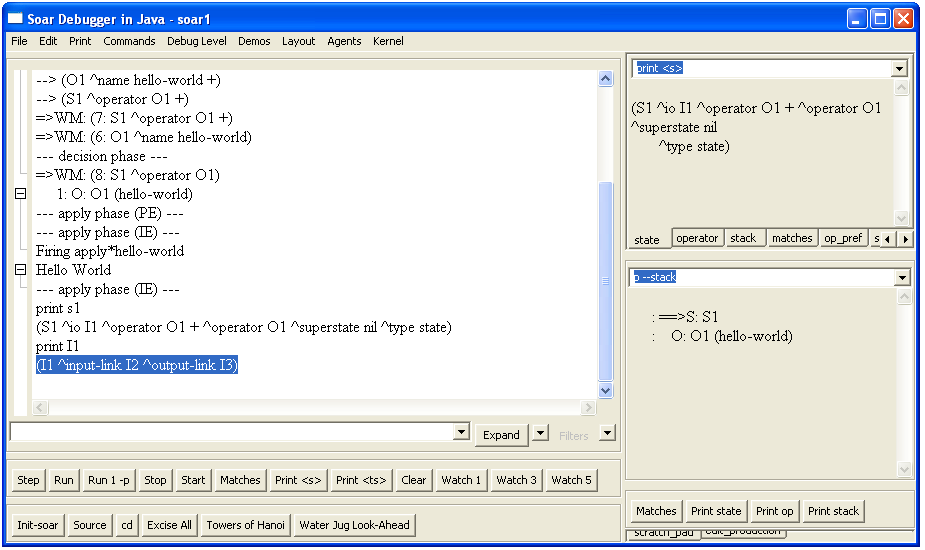 Soar Debugger in Java - soar1
File Edit Print Commands Debug Level Demos Layout Agents Kernel
--> (O1 ^name hello-world +)
--> (S1 ^operator O1 +)
=>WM: (7: S1 ^operator O1 +)
=>WM: (6: O1 ^name hello-world)
--- decision phase ---
=>WM: (8: S1 ^operator O1)
1: O: O1 (hello-world)
--- apply phase (PE) ---
--- apply phase (IE) ---
Firing apply*hello-world
Hello World
--- apply phase (IE) ---
print s1
(S1 ^io I1 ^operator O1 + ^operator O1 ^superstate nil ^type state)
print I1
(I1 ^input-link I2 ^output-link I3)
Expand Filters
Step Run Run 1 -p Stop Start Matches Print <s> Print <ts> Clear Watch 1 Watch 3 Watch 5
Init-soar Source cd Excise All Towers of Hanoi Water Jug Look-Ahead
print <s>
(S1 ^io I1 ^operator O1 + ^operator O1
^superstate nil
^type state)
state operator stack matches op_pref s
p --stack
: ==>S: S1
: O: O1 (hello-world)
Matches Print state Print op Print stack
scratch_pad edit_production